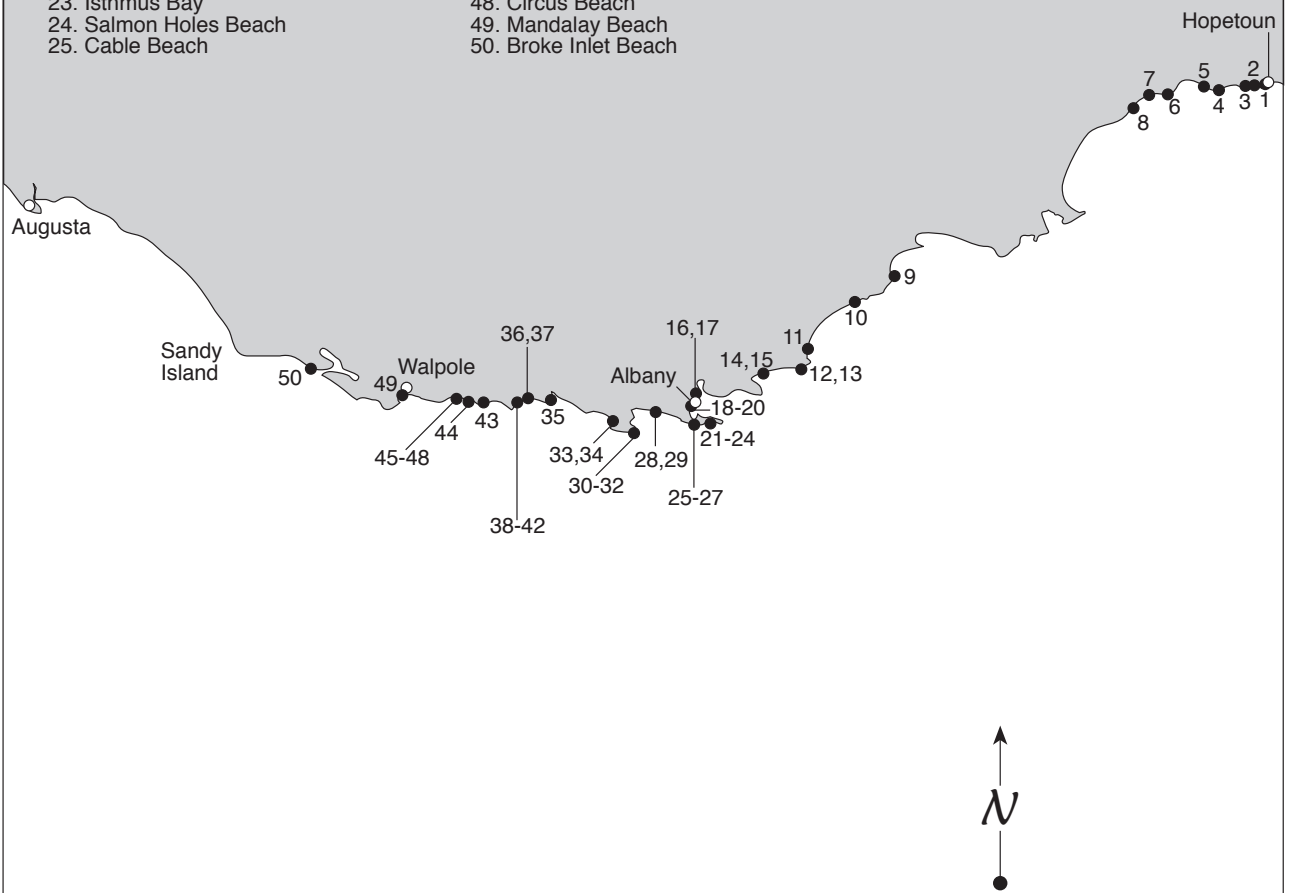 23. Isthmus Bay
24. Salmon Holes Beach
25. Cable Beach
48. Circus Beach
49. Mandalay Beach
50. Broke Inlet Beach
Hopetoun
7
5
2
8
6
4
3
1
Augusta
9
10
36,37
16,17
11
14,15
12,13
Sandy
Island
50
Walpole
49
Albany
18-20
45-48
44
43
35
33,34
28,29
21-24
30-32
25-27
38-42
N